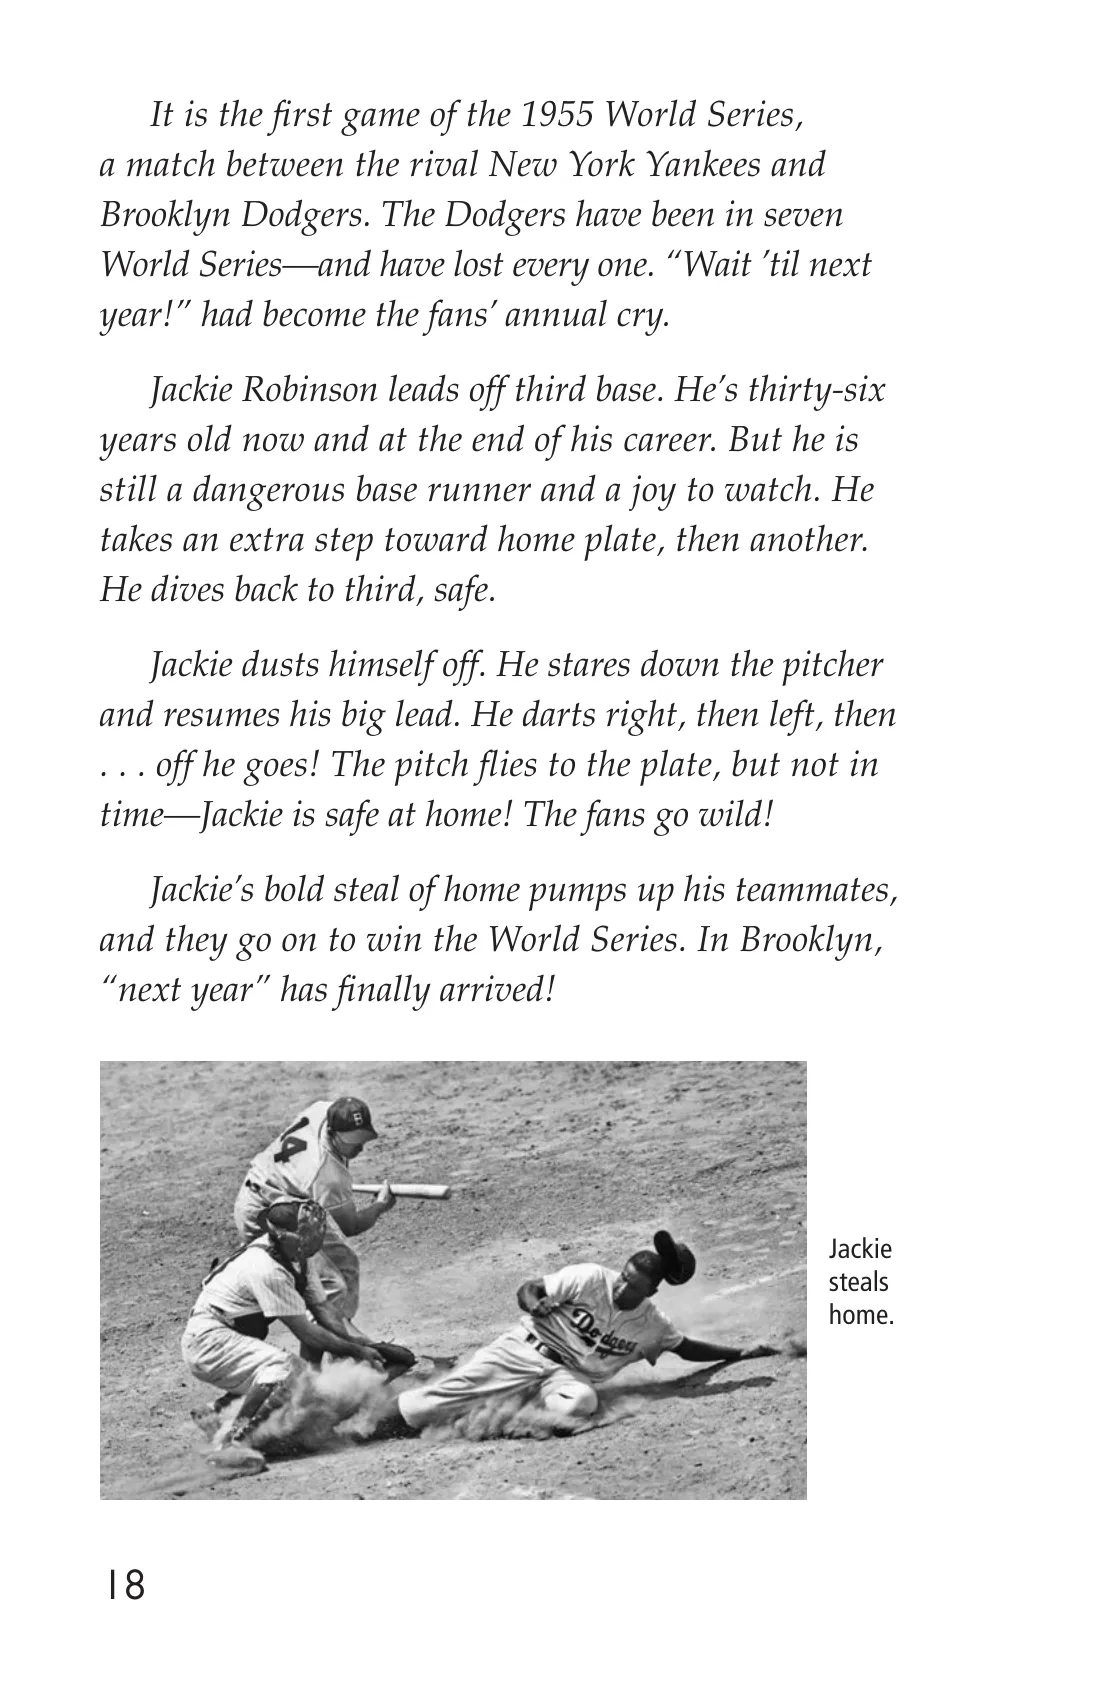 It is the first game of the 1955 World Series,
a match between the rival New York Yankees and
Brooklyn Dodgers. The Dodgers have been in seven
World Series—and have lost every one. “Wait ’til next
year!” had become the fans’ annual cry.
Jackie Robinson leads off third base. He’s thirty-six
years old now and at the end of his career. But he is
still a dangerous base runner and a joy to watch. He
takes an extra step toward home plate, then another.
He dives back to third, safe.
Jackie dusts himself off. He stares down the pitcher
and resumes his big lead. He darts right, then left, then
. . . off he goes! The pitch flies to the plate, but not in
time—Jackie is safe at home! The fans go wild!
Jackie’s bold steal of home pumps up his teammates,
and they go on to win the World Series. In Brooklyn,
“next year” has finally arrived!
B
14
Dodgers
Jackie
steals
home.
18